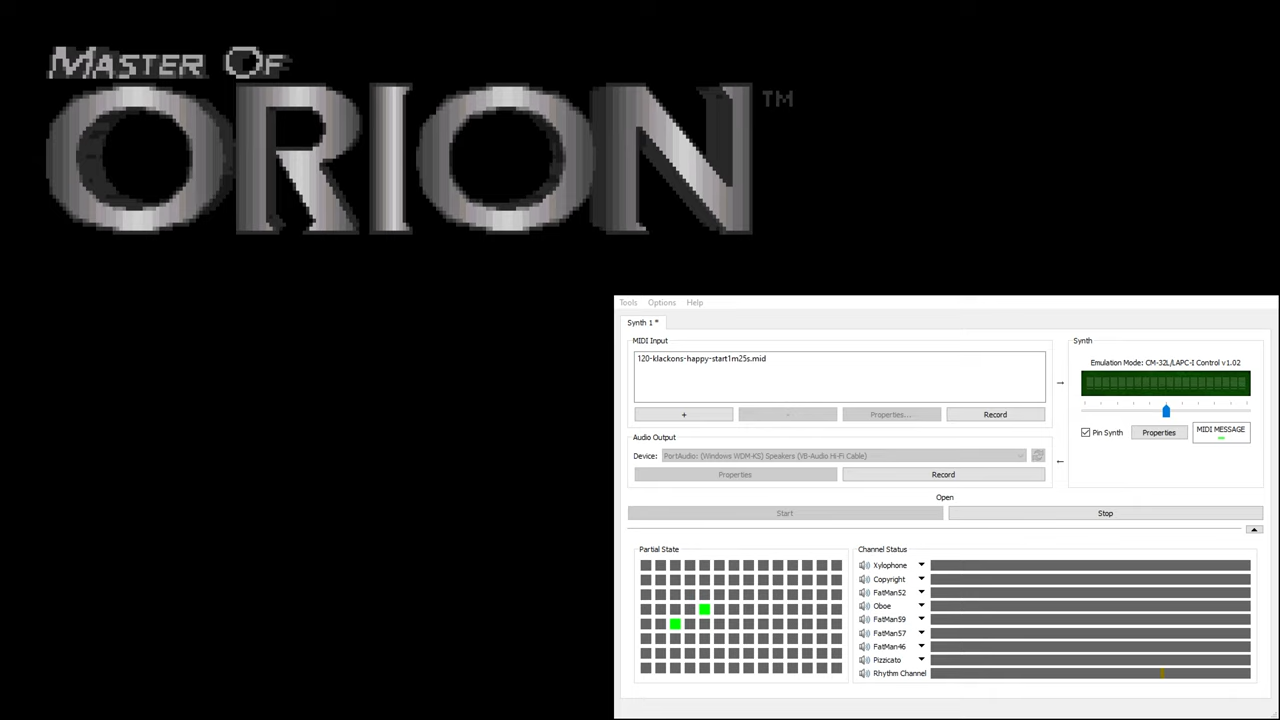 MASTER OF
ORION™
Tools Options Help
Synth 1 *
MIDI Input
120-klackons-happy-start1m25s.mid
+ - Properties... Record
→
Synth
Emulation Mode: CM-32L/LAPC-I Control v1.02
Pin Synth Properties MIDI MESSAGE
Audio Output
Device: PortAudio: (Windows WDM-KS) Speakers (VB-Audio Hi-Fi Cable)
Properties Record
←
Open
Start Stop
Partial State
Channel Status
Xylophone
Copyright
FatMan52
Oboe
FatMan59
FatMan57
FatMan46
Pizzicato
Rhythm Channel